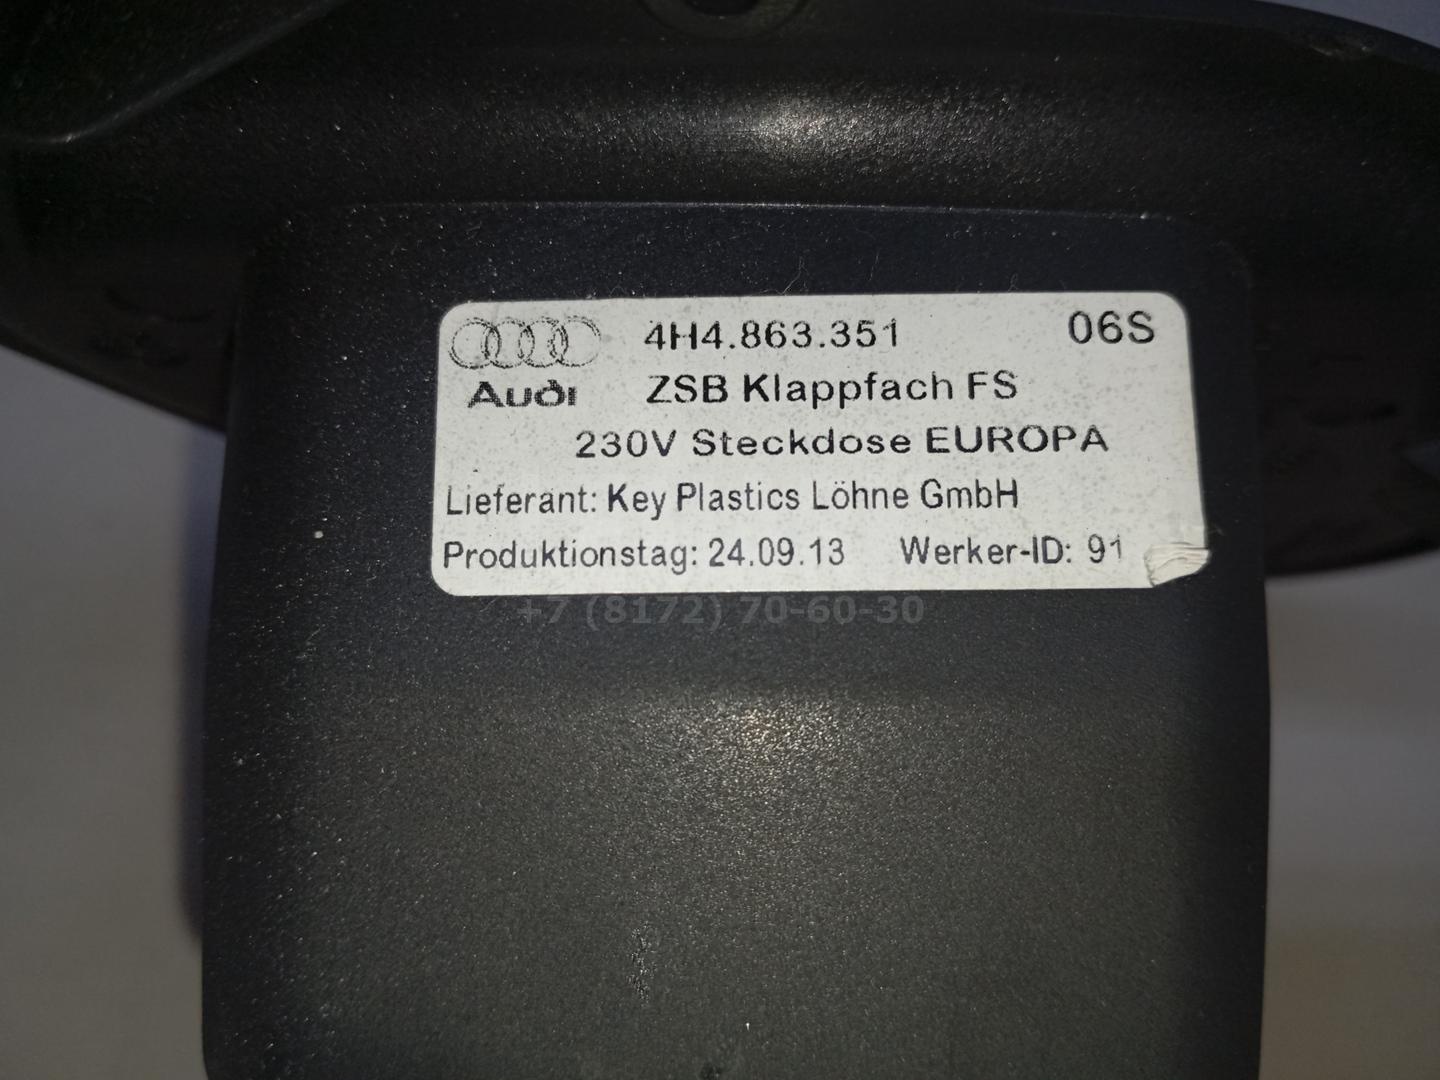 4H4.863.351 06S
Audi ZSB Klappfach FS
230V Steckdose EUROPA
Lieferant: Key Plastics Löhne GmbH
Produktionstag: 24.09.13 Werker-ID: 91
+7 (8172) 70-60-30